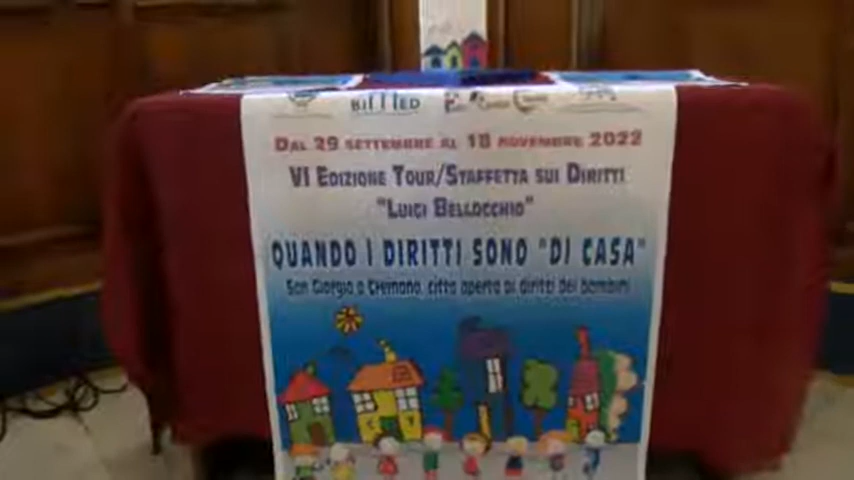 DAL 29 SETTEMBRE AL 18 NOVEMBRE 2022
VI EDIZIONE TOUR/STAFFETTA SUI DIRITTI
"LUIGI BELLOCCHIO"
QUANDO I DIRITTI SONO "DI CASA"
San Giorgio a Cremano, città aperta ai diritti dei bambini